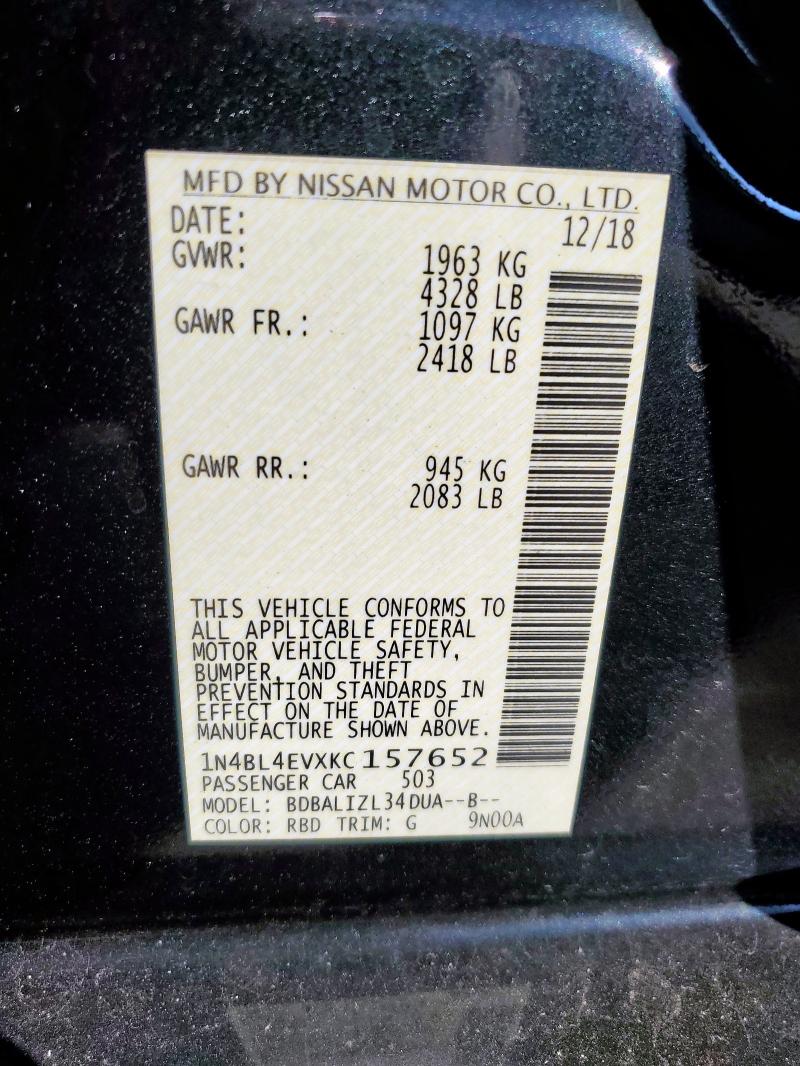 MFD BY NISSAN MOTOR CO., LTD.
DATE: 12/18
GVWR: 1963 KG
4328 LB
GAWR FR.: 1097 KG
2418 LB
GAWR RR.: 945 KG
2083 LB
THIS VEHICLE CONFORMS TO
ALL APPLICABLE FEDERAL
MOTOR VEHICLE SAFETY,
BUMPER, AND THEFT
PREVENTION STANDARDS IN
EFFECT ON THE DATE OF
MANUFACTURE SHOWN ABOVE.
1N4BL4EVXKC157652
PASSENGER CAR 503
MODEL: BDBALIZL34DUA--B--
COLOR: RBD TRIM: G 9N00A